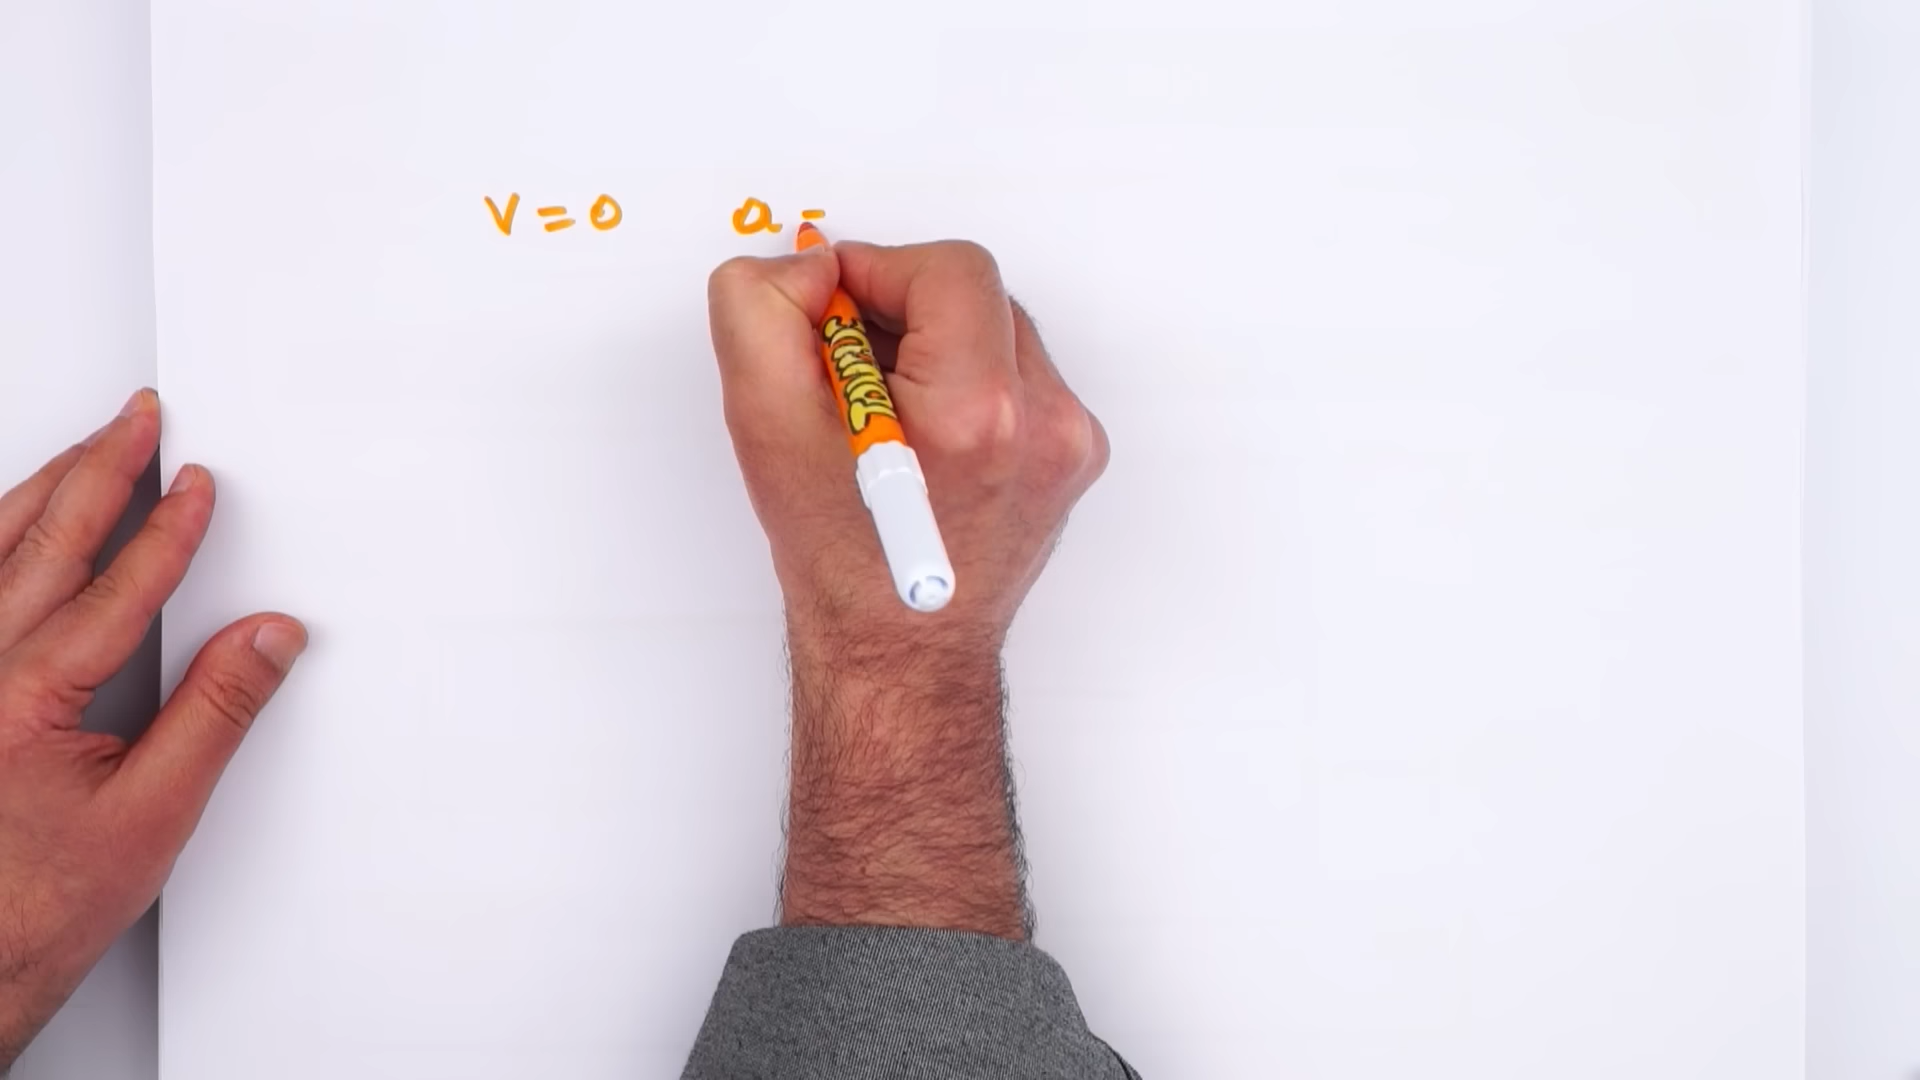 v = 0 a =